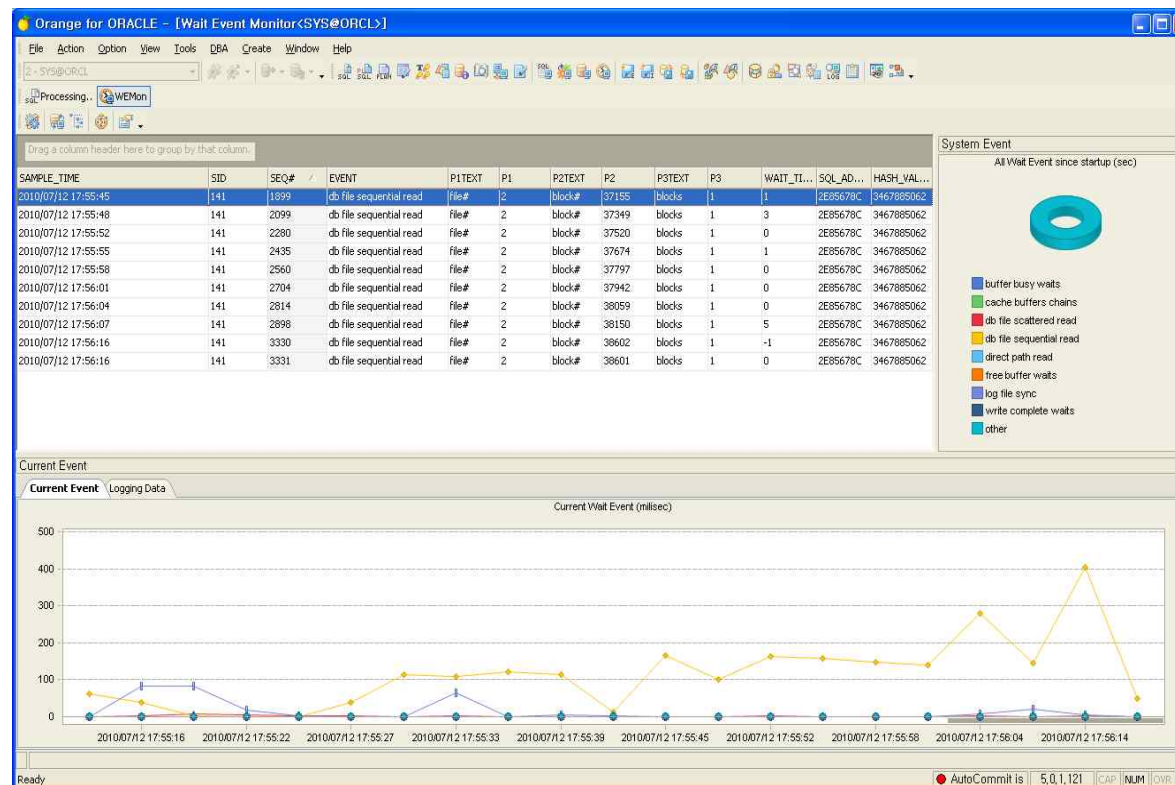 Orange for ORACLE - [Wait Event Monitor<SYS@ORCL>]
File Action Option View Tools DBA Create Window Help
2 - SYS@ORCL
Processing.. WEMon
Drag a column header here to group by that column.
SAMPLE_TIME SID SEQ# EVENT P1TEXT P1 P2TEXT P2 P3TEXT P3 WAIT_TI... SQL_AD... HASH_VAL...
2010/07/12 17:55:45 141 1899 db file sequential read file# 2 block# 37155 blocks 1 1 2E85678C 3467885062
2010/07/12 17:55:48 141 2099 db file sequential read file# 2 block# 37349 blocks 1 3 2E85678C 3467885062
2010/07/12 17:55:52 141 2280 db file sequential read file# 2 block# 37520 blocks 1 0 2E85678C 3467885062
2010/07/12 17:55:55 141 2435 db file sequential read file# 2 block# 37674 blocks 1 1 2E85678C 3467885062
2010/07/12 17:55:58 141 2560 db file sequential read file# 2 block# 37797 blocks 1 0 2E85678C 3467885062
2010/07/12 17:56:01 141 2704 db file sequential read file# 2 block# 37942 blocks 1 0 2E85678C 3467885062
2010/07/12 17:56:04 141 2814 db file sequential read file# 2 block# 38059 blocks 1 0 2E85678C 3467885062
2010/07/12 17:56:07 141 2898 db file sequential read file# 2 block# 38150 blocks 1 5 2E85678C 3467885062
2010/07/12 17:56:16 141 3330 db file sequential read file# 2 block# 38602 blocks 1 -1 2E85678C 3467885062
2010/07/12 17:56:16 141 3331 db file sequential read file# 2 block# 38601 blocks 1 0 2E85678C 3467885062
System Event
All Wait Event since startup (sec)
buffer busy waits
cache buffers chains
db file scattered read
db file sequential read
direct path read
free buffer waits
log file sync
write complete waits
other
Current Event
Current Event Logging Data
Current Wait Event (milisec)
500
400
300
200
100
0
2010/07/12 17:55:16 2010/07/12 17:55:22 2010/07/12 17:55:27 2010/07/12 17:55:33 2010/07/12 17:55:39 2010/07/12 17:55:45 2010/07/12 17:55:52 2010/07/12 17:55:58 2010/07/12 17:56:04 2010/07/12 17:56:14
Ready AutoCommit is 5,0,1,121 CAP NUM OVR